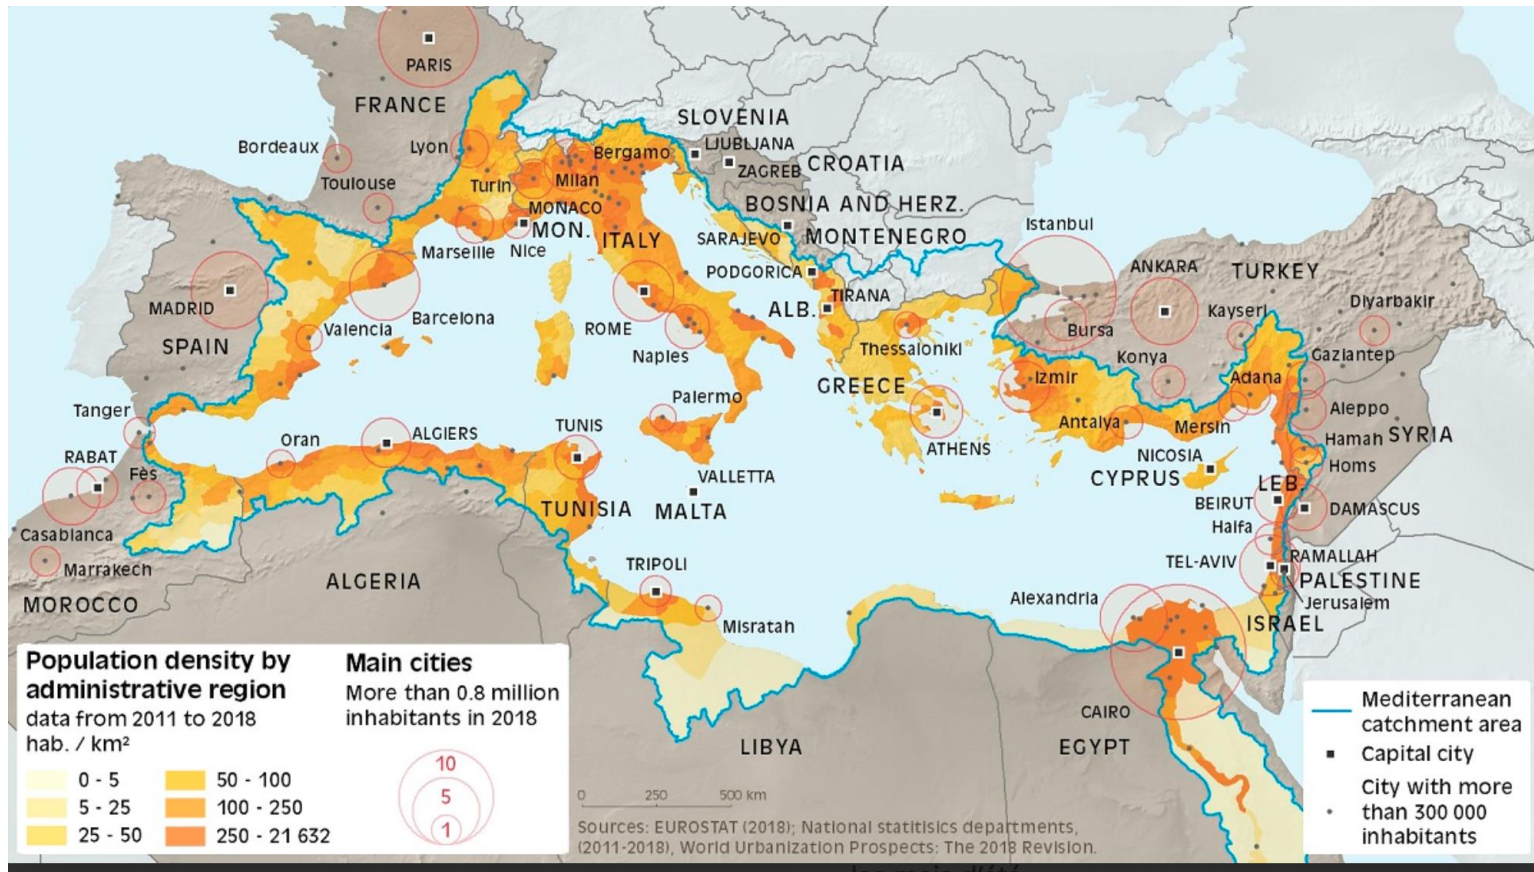 PARIS
FRANCE
SLOVENIA
LJUBLJANA
CROATIA
ZAGREB
Bordeaux
Lyon
Bergamo
Toulouse
Turin
Milan
MONACO
MON.
BOSNIA AND HERZ.
SARAJEVO
MONTENEGRO
Marseille
Nice
ITALY
Istanbul
PODGORICA
ANKARA
TURKEY
MADRID
Barcelona
ROME
ALB.
TIRANA
Kayseri
Diyarbakir
Valencia
SPAIN
Naples
Thessaloniki
Bursa
Konya
Gaziantep
GREECE
Izmir
Adana
Tanger
Palermo
Aleppo
Oran
ALGIERS
TUNIS
Antalya
Mersin
Hamah
SYRIA
RABAT
ATHENS
NICOSIA
Homs
Fès
VALLETTA
CYPRUS
LEB.
TUNISIA
MALTA
BEIRUT
DAMASCUS
Casablanca
Haifa
Marrakech
ALGERIA
TRIPOLI
TEL-AVIV
RAMALLAH
PALESTINE
MOROCCO
Alexandria
Jerusalem
Misratah
ISRAEL
CAIRO
LIBYA
EGYPT
Population density by
administrative region
data from 2011 to 2018
hab. / km²
0 - 5
5 - 25
25 - 50
50 - 100
100 - 250
250 - 21 632
Main cities
More than 0.8 million
inhabitants in 2018
10
5
1
0 250 500 km
Sources: EUROSTAT (2018); National statitisics departments,
(2011-2018), World Urbanization Prospects: The 2018 Revision.
Mediterranean
catchment area
Capital city
City with more
than 300 000
inhabitants